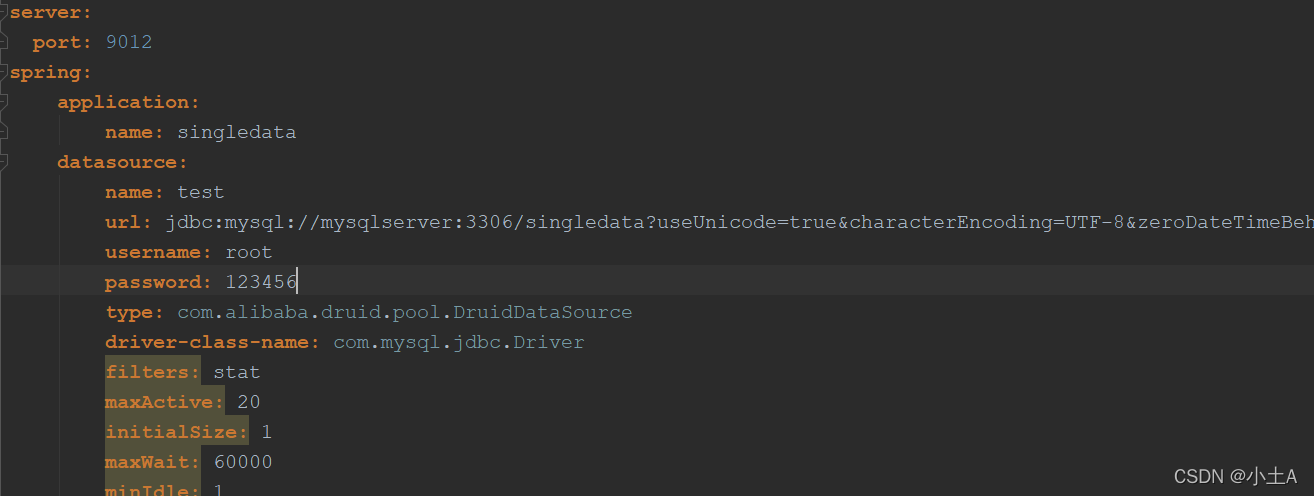 server:
  port: 9012
spring:
    application:
        name: singledata
    datasource:
        name: test
        url: jdbc:mysql://mysqlserver:3306/singledata?useUnicode=true&characterEncoding=UTF-8&zeroDateTimeBeh
        username: root
        password: 123456
        type: com.alibaba.druid.pool.DruidDataSource
        driver-class-name: com.mysql.jdbc.Driver
        filters: stat
        maxActive: 20
        initialSize: 1
        maxWait: 60000
        minIdle: 1
CSDN @小土A